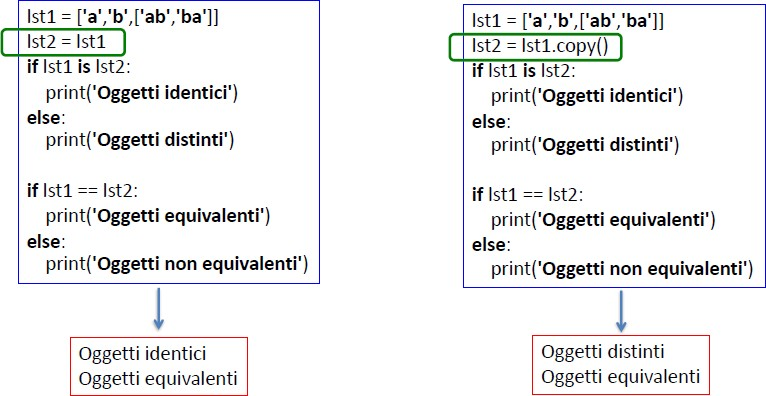 lst1 = ['a','b',['ab','ba']]
lst2 = lst1
if lst1 is lst2:
print('Oggetti identici')
else:
print('Oggetti distinti')
if lst1 == lst2:
print('Oggetti equivalenti')
else:
print('Oggetti non equivalenti')
Oggetti identici
Oggetti equivalenti
lst1 = ['a','b',['ab','ba']]
lst2 = lst1.copy()
if lst1 is lst2:
print('Oggetti identici')
else:
print('Oggetti distinti')
if lst1 == lst2:
print('Oggetti equivalenti')
else:
print('Oggetti non equivalenti')
Oggetti distinti
Oggetti equivalenti